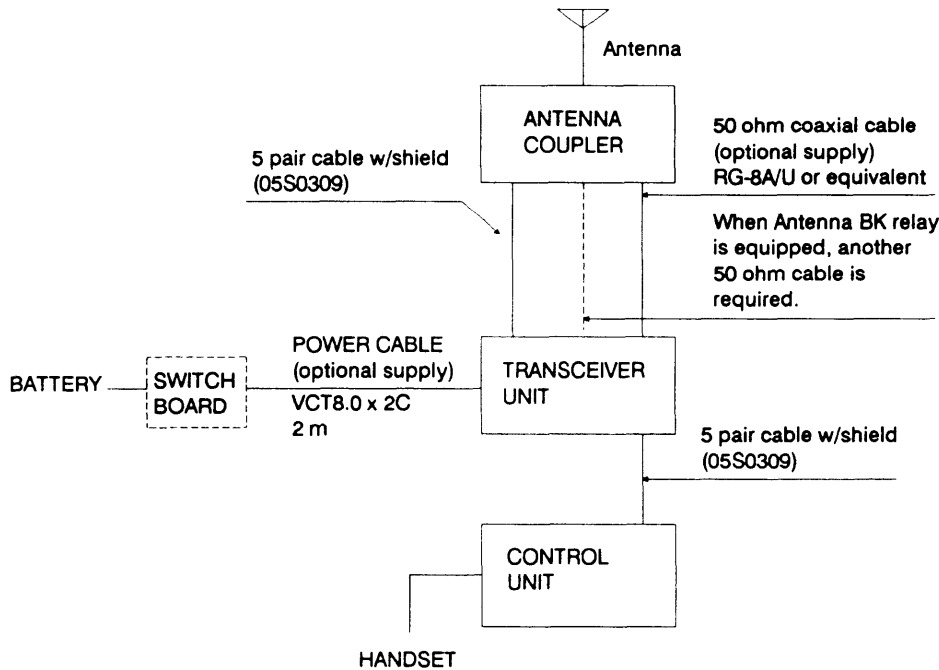 Antenna
ANTENNA
COUPLER
50 ohm coaxial cable
(optional supply)
RG-8A/U or equivalent
5 pair cable w/shield
(05S0309)
When Antenna BK relay
is equipped, another
50 ohm cable is
required.
POWER CABLE
(optional supply)
VCT8.0 x 2C
2 m
TRANSCEIVER
UNIT
BATTERY
SWITCH
BOARD
5 pair cable w/shield
(05S0309)
CONTROL
UNIT
HANDSET